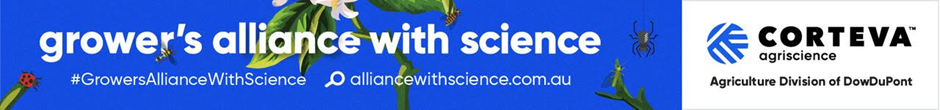 grower's alliance with science
#GrowersAllianceWithScience alliancewithscience.com.au
CORTEVA™
agriscience
Agriculture Division of DowDuPont